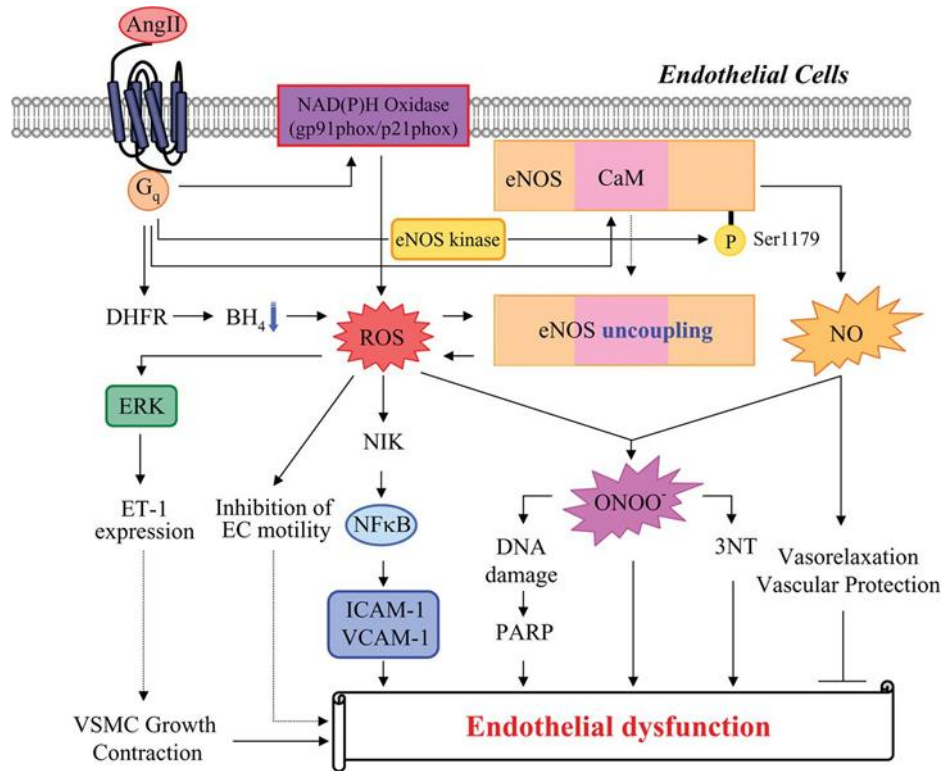 AngII
Endothelial Cells
NAD(P)H Oxidase
(gp91phox/p21phox)
Gq
eNOS
CaM
eNOS kinase
P
Ser1179
DHFR
BH4
ROS
eNOS uncoupling
NO
ERK
NIK
ONOO-
ET-1
expression
Inhibition of
EC motility
NFκB
DNA
damage
3NT
Vasorelaxation
Vascular Protection
ICAM-1
VCAM-1
PARP
VSMC Growth
Contraction
Endothelial dysfunction